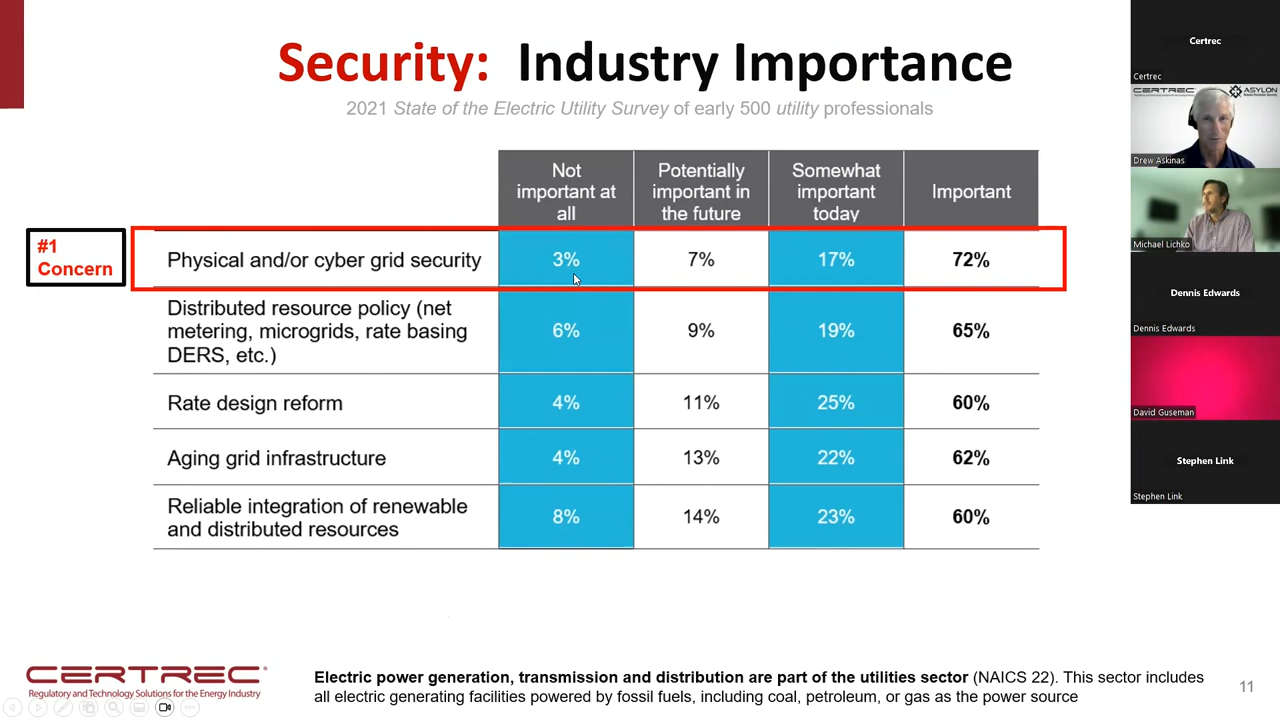 Security: Industry Importance
2021 State of the Electric Utility Survey of early 500 utility professionals
Not
important at
all
Potentially
important in
the future
Somewhat
important
today
Important
#1
Concern
Physical and/or cyber grid security
3%
7%
17%
72%
Distributed resource policy (net
metering, microgrids, rate basing
DERS, etc.)
6%
9%
19%
65%
Rate design reform
4%
11%
25%
60%
Aging grid infrastructure
4%
13%
22%
62%
Reliable integration of renewable
and distributed resources
8%
14%
23%
60%
CERTREC
Regulatory and Technology Solutions for the Energy Industry
Electric power generation, transmission and distribution are part of the utilities sector (NAICS 22). This sector includes
all electric generating facilities powered by fossil fuels, including coal, petroleum, or gas as the power source
11
Certrec
Certrec
CERTREC
ASYLON
Drew Askinas
Michael Lichko
Dennis Edwards
Dennis Edwards
David Guseman
Stephen Link
Stephen Link